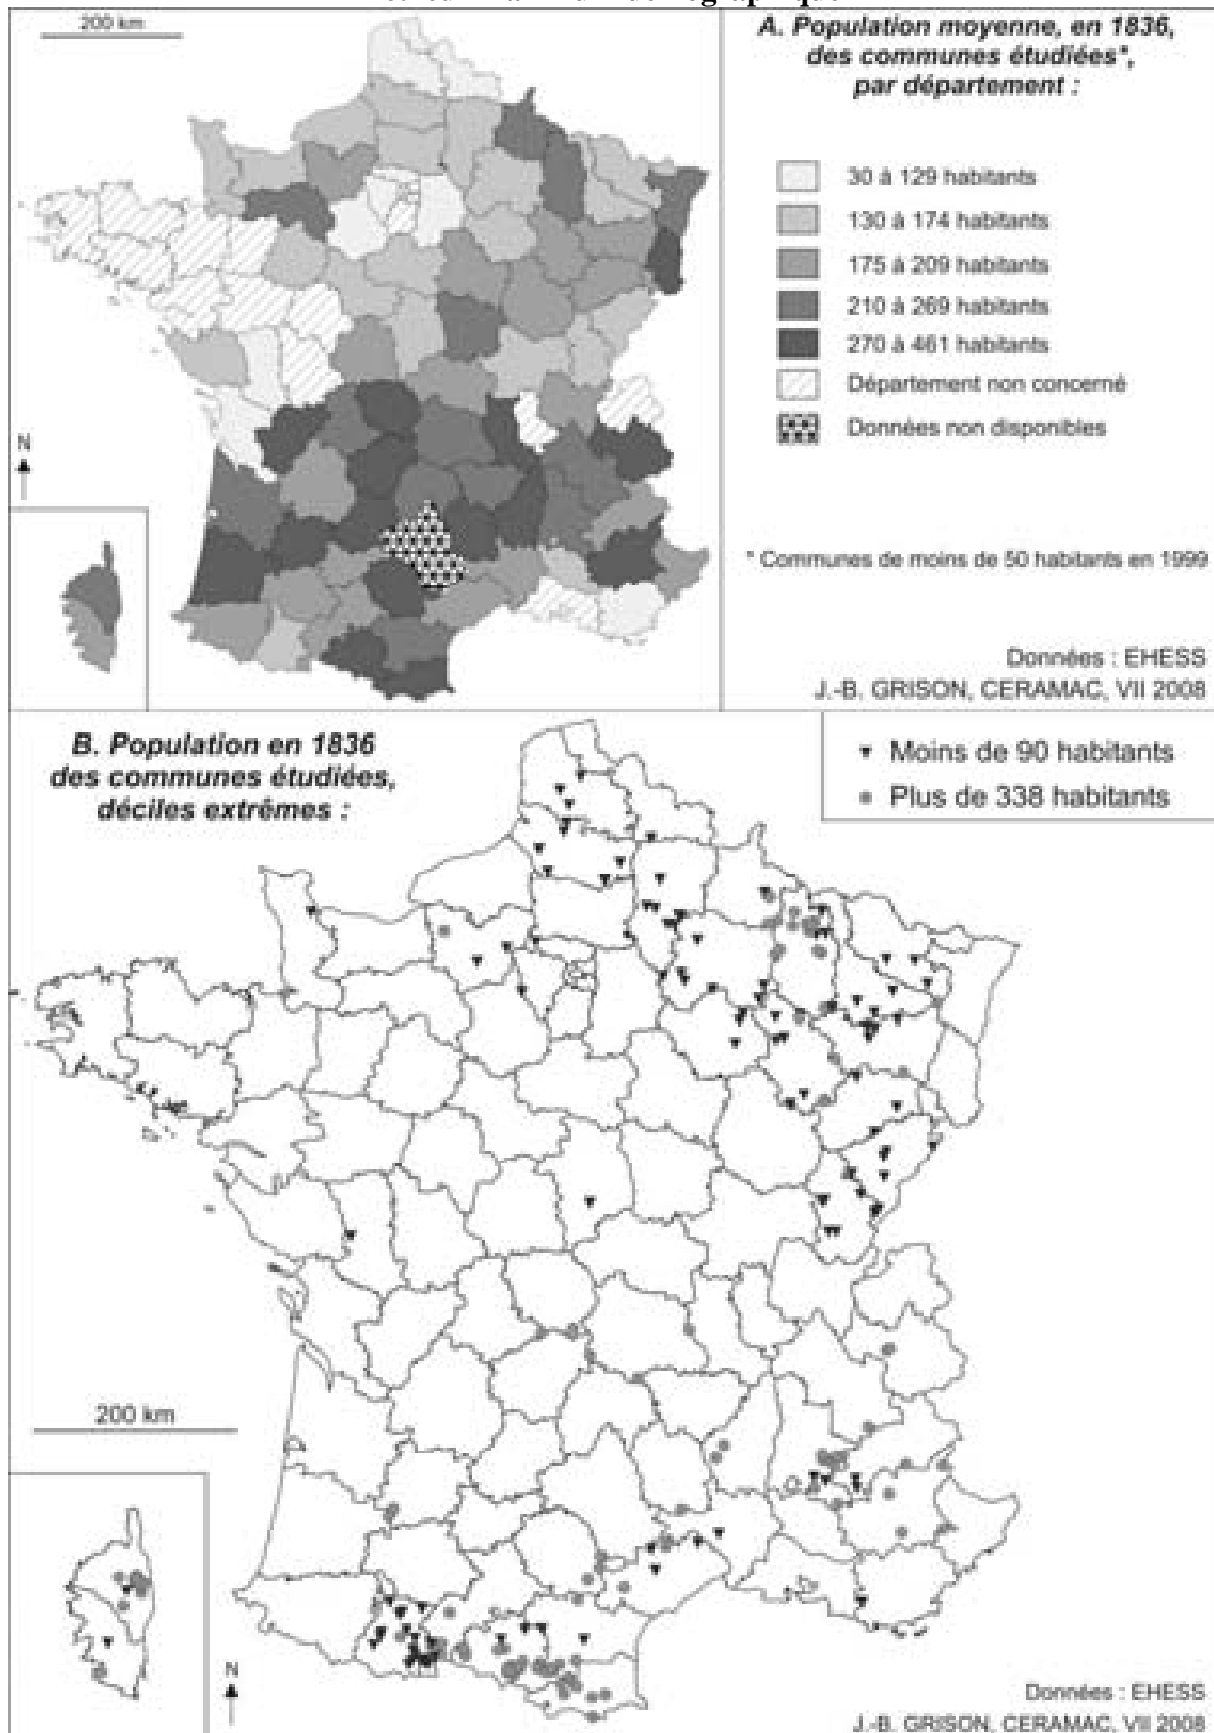 200 km
A. Population moyenne, en 1836,
des communes étudiées*,
par département :
30 à 129 habitants
130 à 174 habitants
175 à 209 habitants
210 à 269 habitants
270 à 461 habitants
Département non concerné
Données non disponibles
N
* Communes de moins de 50 habitants en 1999
Données : EHESS
J.-B. GRISON, CERAMAC, VII 2008
B. Population en 1836
des communes étudiées,
déciles extrêmes :
Moins de 90 habitants
Plus de 338 habitants
200 km
N
Données : EHESS
J.-B. GRISON, CERAMAC, VII 2008